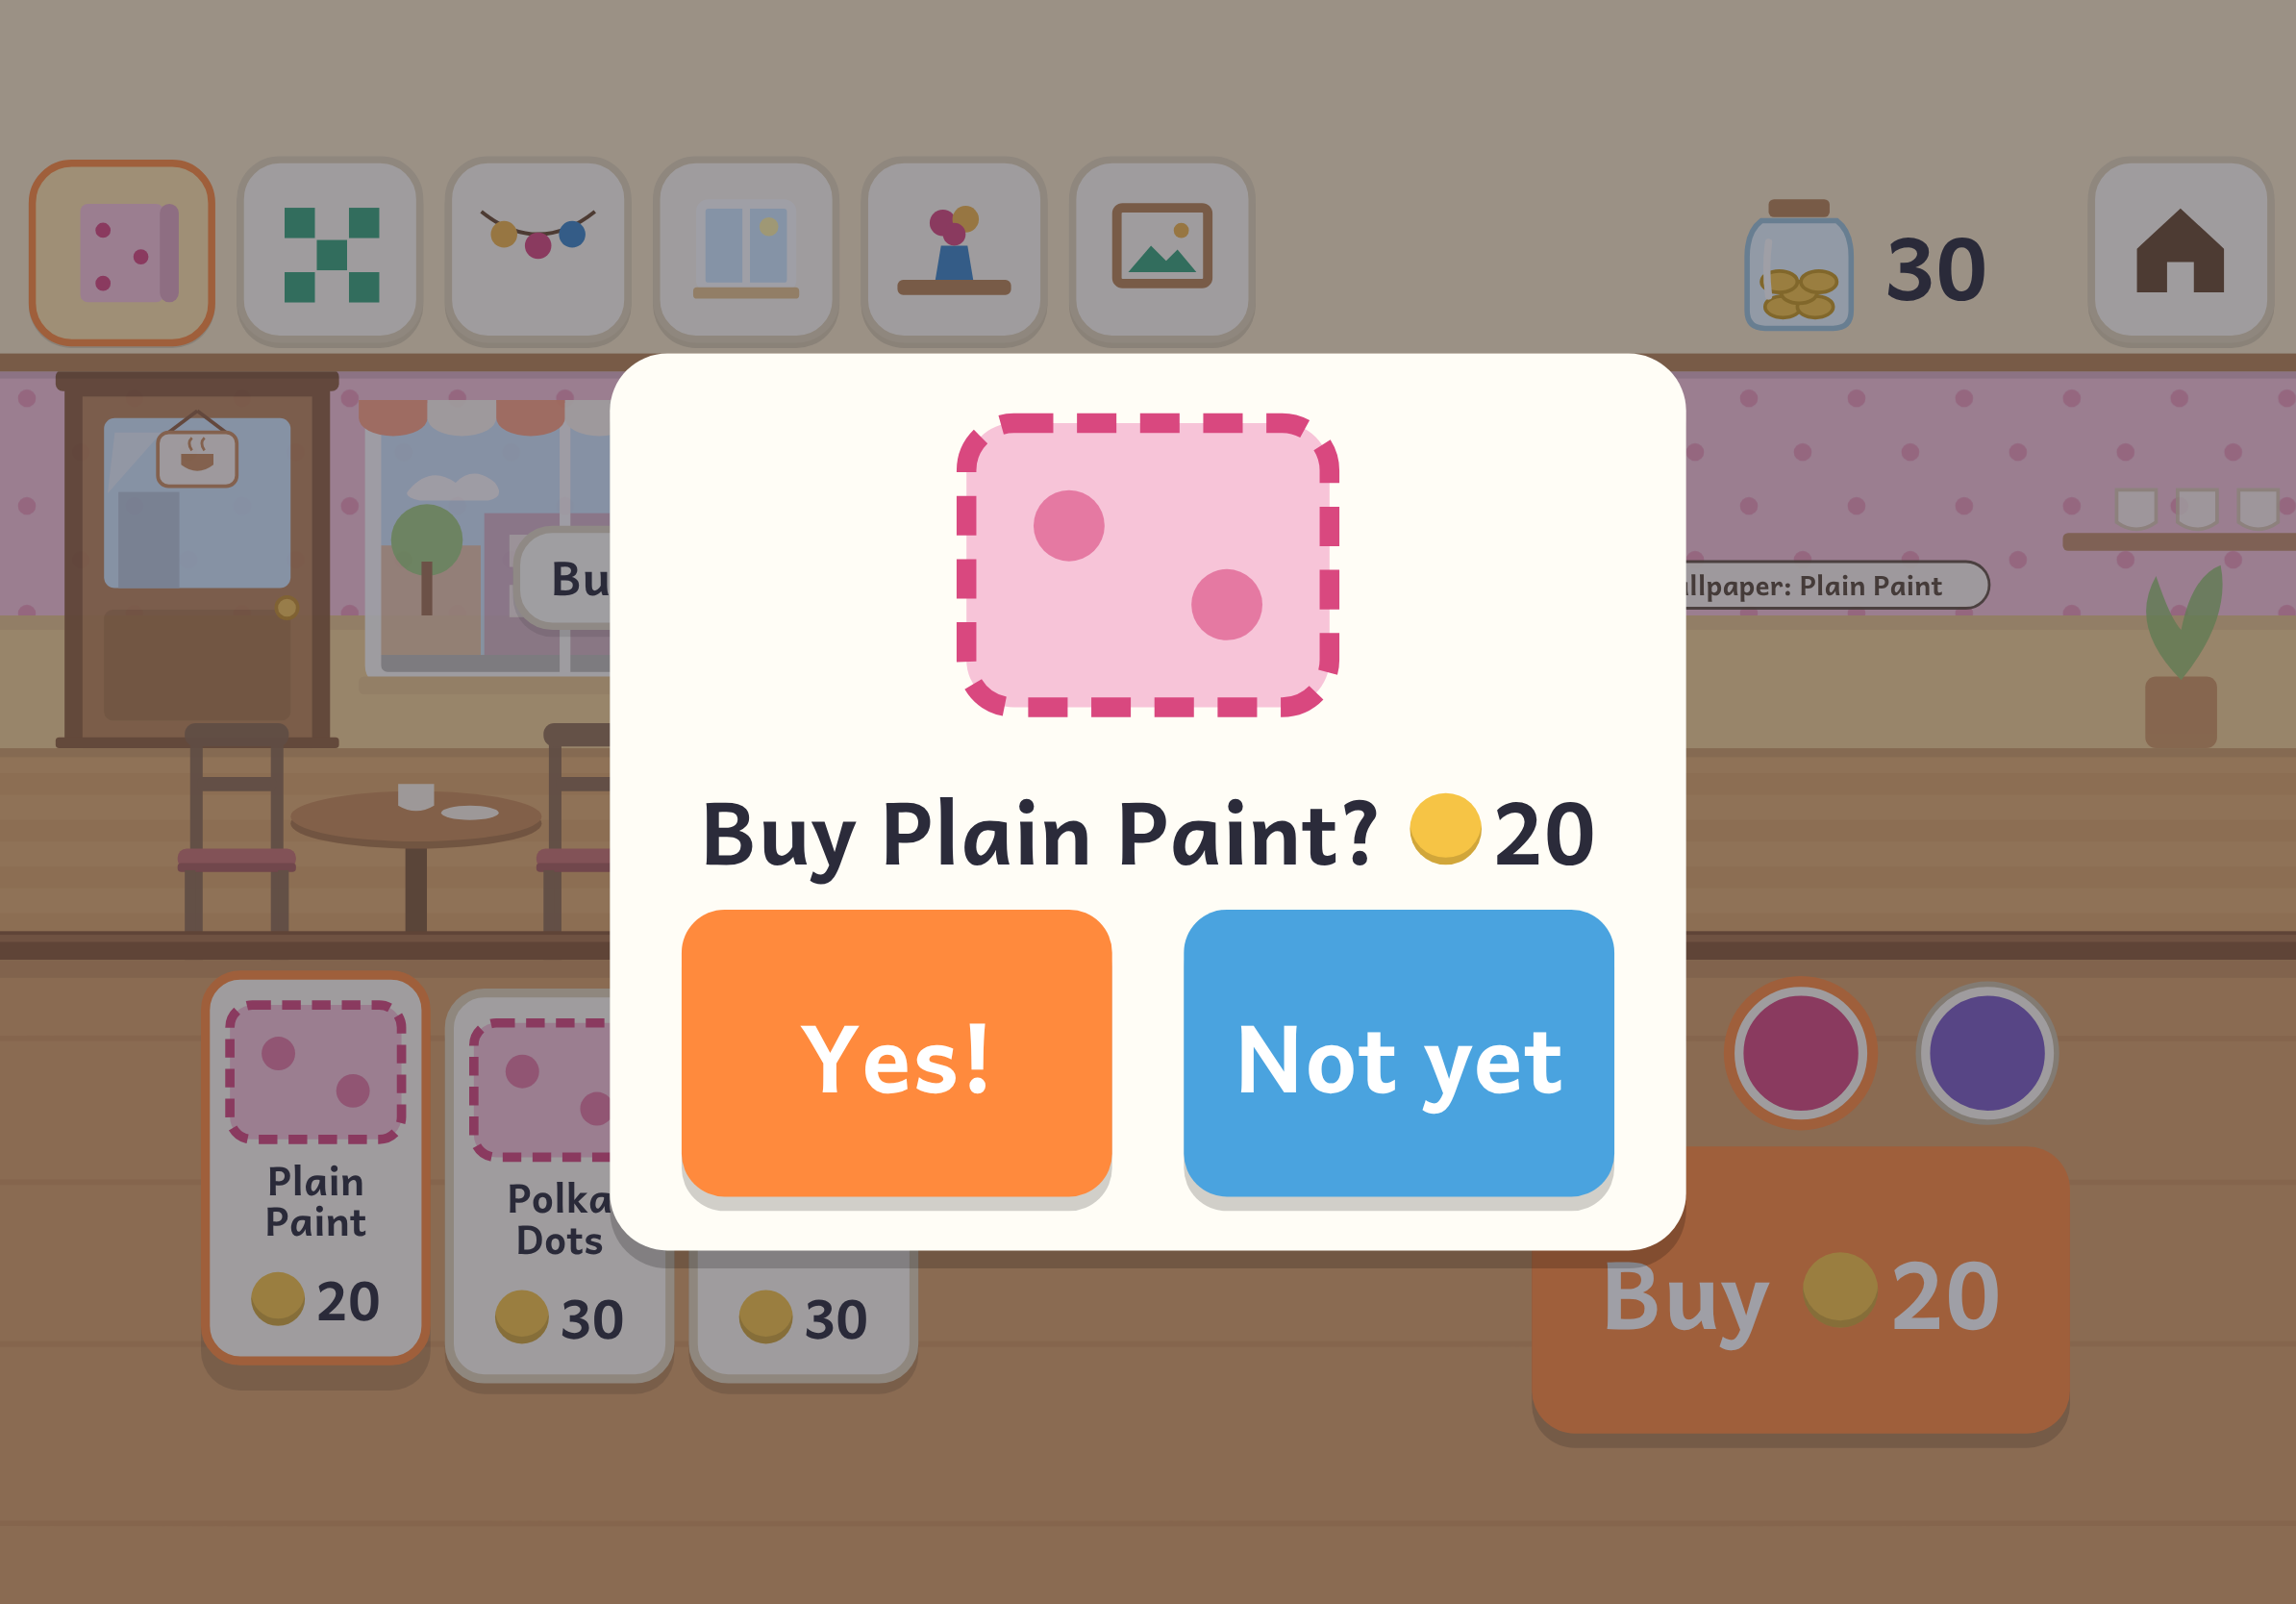 30
Bu
llpaper: Plain Paint
Buy Plain Paint? 20
Yes!
Not yet
Plain
Paint
20
Polka
Dots
30
30
Buy 20